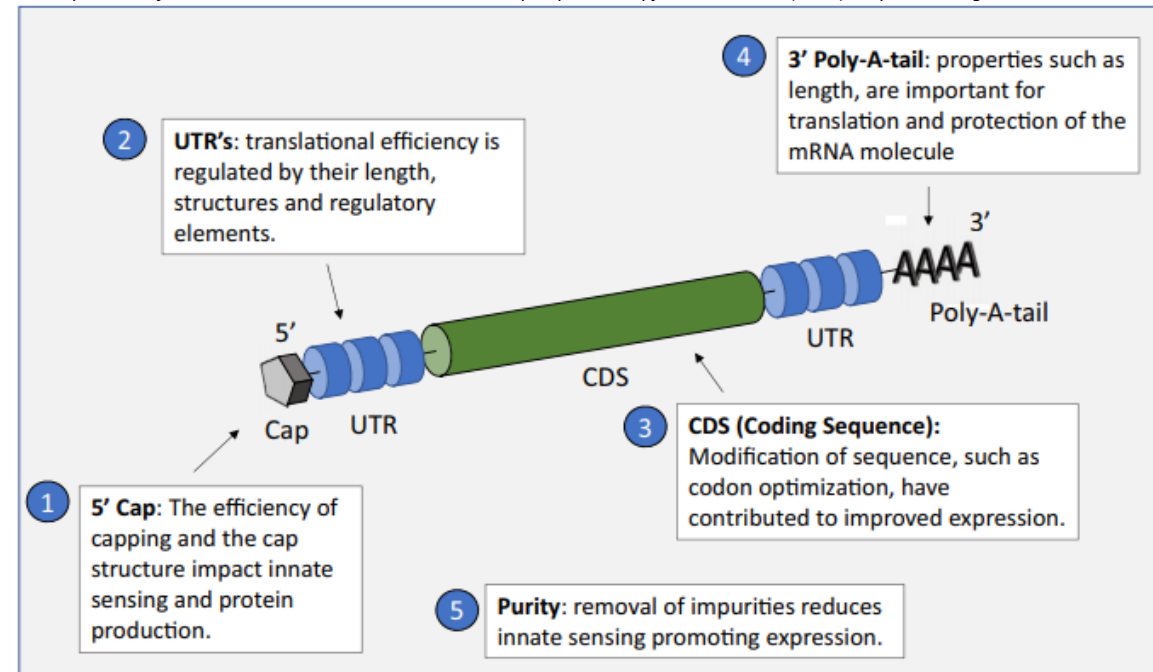 4
3’ Poly-A-tail: properties such as
length, are important for
translation and protection of the
mRNA molecule
2
UTR’s: translational efficiency is
regulated by their length,
structures and regulatory
elements.
3’
AAAA
Poly-A-tail
UTR
5’
CDS
Cap
UTR
3
CDS (Coding Sequence):
Modification of sequence, such as
codon optimization, have
contributed to improved expression.
1
5’ Cap: The efficiency of
capping and the cap
structure impact innate
sensing and protein
production.
5
Purity: removal of impurities reduces
innate sensing promoting expression.